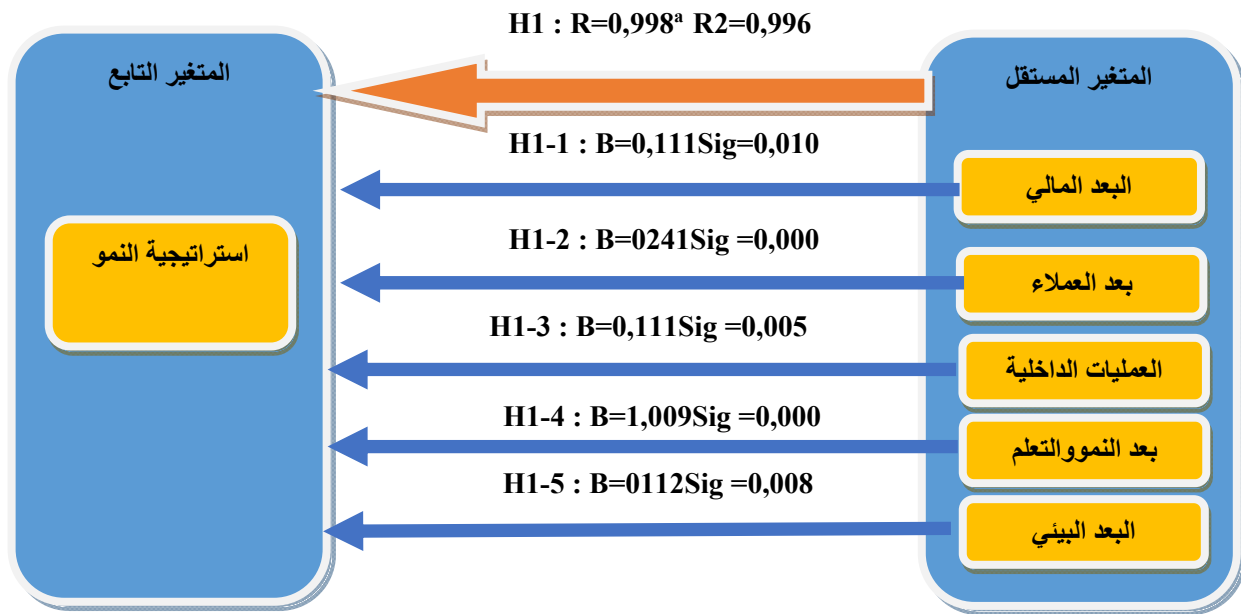 H1 : R=0,998ª R2=0,996
المتغير المستقل
المتغير التابع
H1-1 : B=0,111Sig=0,010
البعد المالي
H1-2 : B=0241Sig =0,000
استراتيجية النمو
بعد العملاء
H1-3 : B=0,111Sig =0,005
العمليات الداخلية
H1-4 : B=1,009Sig =0,000
بعد النمووالتعلم
H1-5 : B=0112Sig =0,008
البعد البيئي